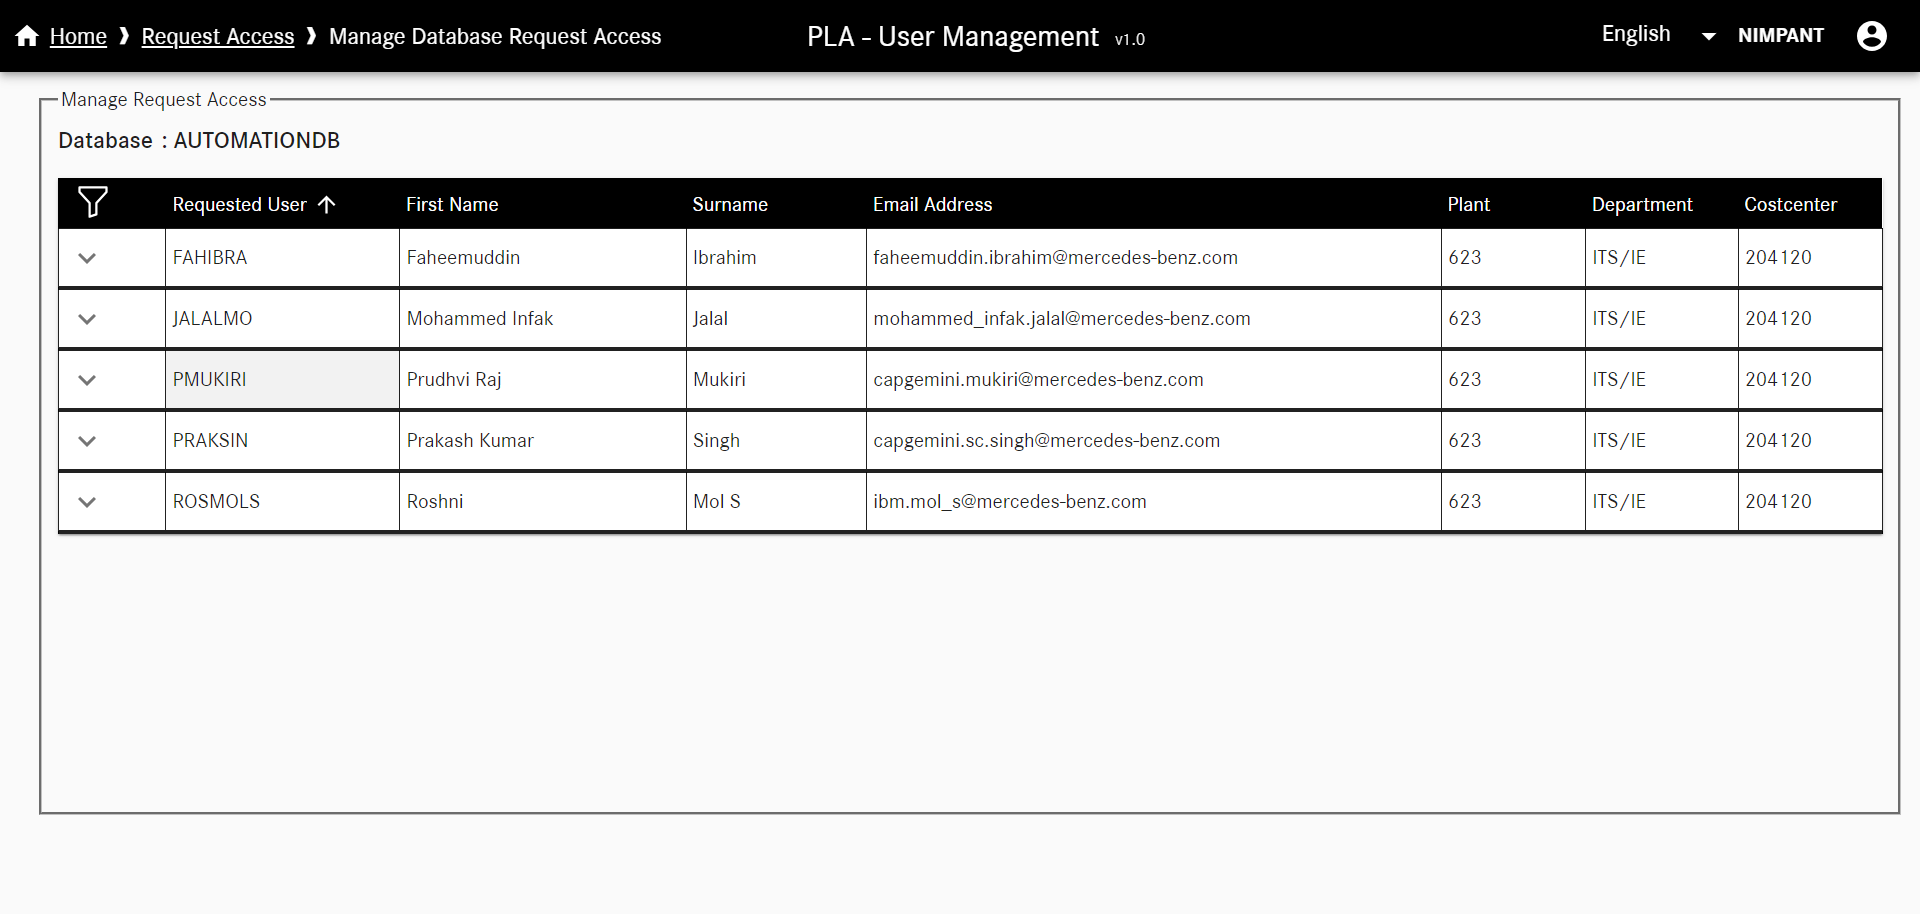 Home ❱ Request Access ❱ Manage Database Request Access PLA - User Management v1.0 English NIMPANT
Manage Request Access
Database : AUTOMATIONDB
Requested User First Name Surname Email Address Plant Department Costcenter
FAHIBRA Faheemuddin Ibrahim faheemuddin.ibrahim@mercedes-benz.com 623 ITS/IE 204120
JALALMO Mohammed Infak Jalal mohammed_infak.jalal@mercedes-benz.com 623 ITS/IE 204120
PMUKIRI Prudhvi Raj Mukiri capgemini.mukiri@mercedes-benz.com 623 ITS/IE 204120
PRAKSIN Prakash Kumar Singh capgemini.sc.singh@mercedes-benz.com 623 ITS/IE 204120
ROSMOLS Roshni Mol S ibm.mol_s@mercedes-benz.com 623 ITS/IE 204120